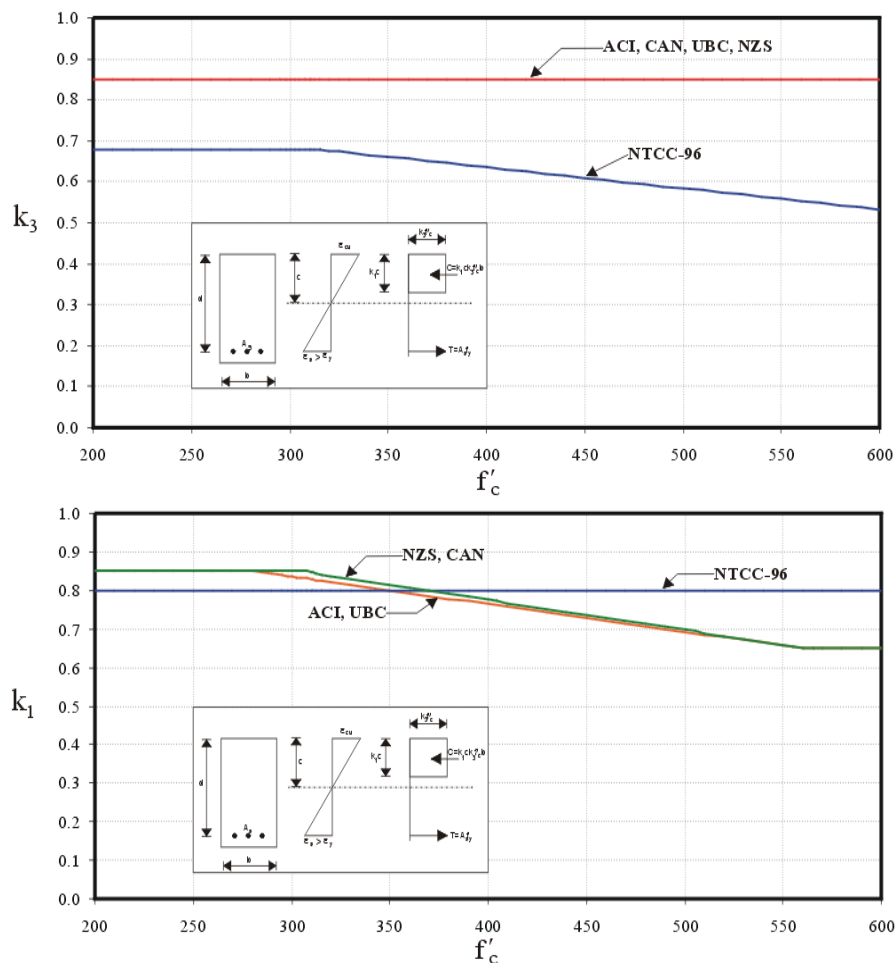 1.0
ACI, CAN, UBC, NZS
0.9
0.8
0.7
NTCC-96
0.6
k3
0.5
0.4
0.3
0.2
0.1
0.0
εcu
c
k1c
d
b
200 250 300 350 400 450 500 550 600
f'c
1.0
0.9
NZS, CAN
NTCC-96
0.8
ACI, UBC
0.7
0.6
k1
0.5
0.4
0.3
0.2
0.1
0.0
εcu
c
k1c
d
b
200 250 300 350 400 450 500 550 600
f'c